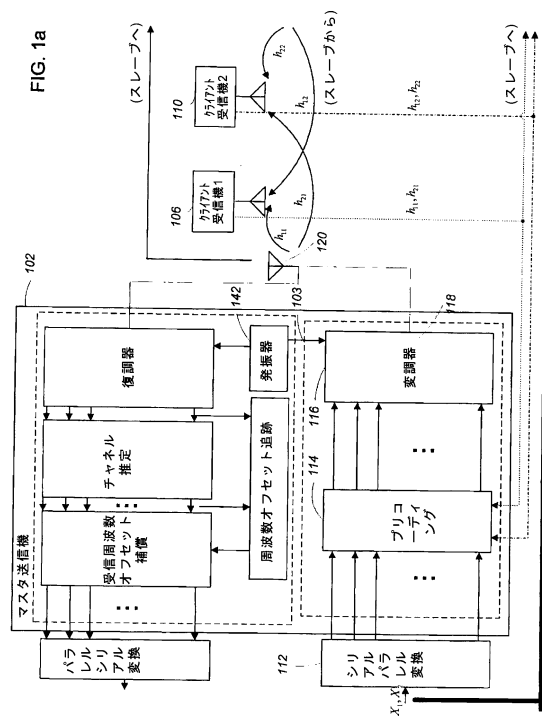 FIG. 1a
(スレーブへ)
102
マスタ送信機
復調器
チャネル
推定
受信周波数
オフセット
補償
パラ
レル
シリ
アル
変換
142
103
発振器
周波数オフセット追跡
120
106
クライアント
受信機1
110
クライアント
受信機2
h11
h21
h12
h22
(スレーブから)
h11, h21
h12, h22
118
116
変調器
114
プリコ
ーディ
ング
112
シリ
アル
パラ
レル
変換
(スレーブへ)